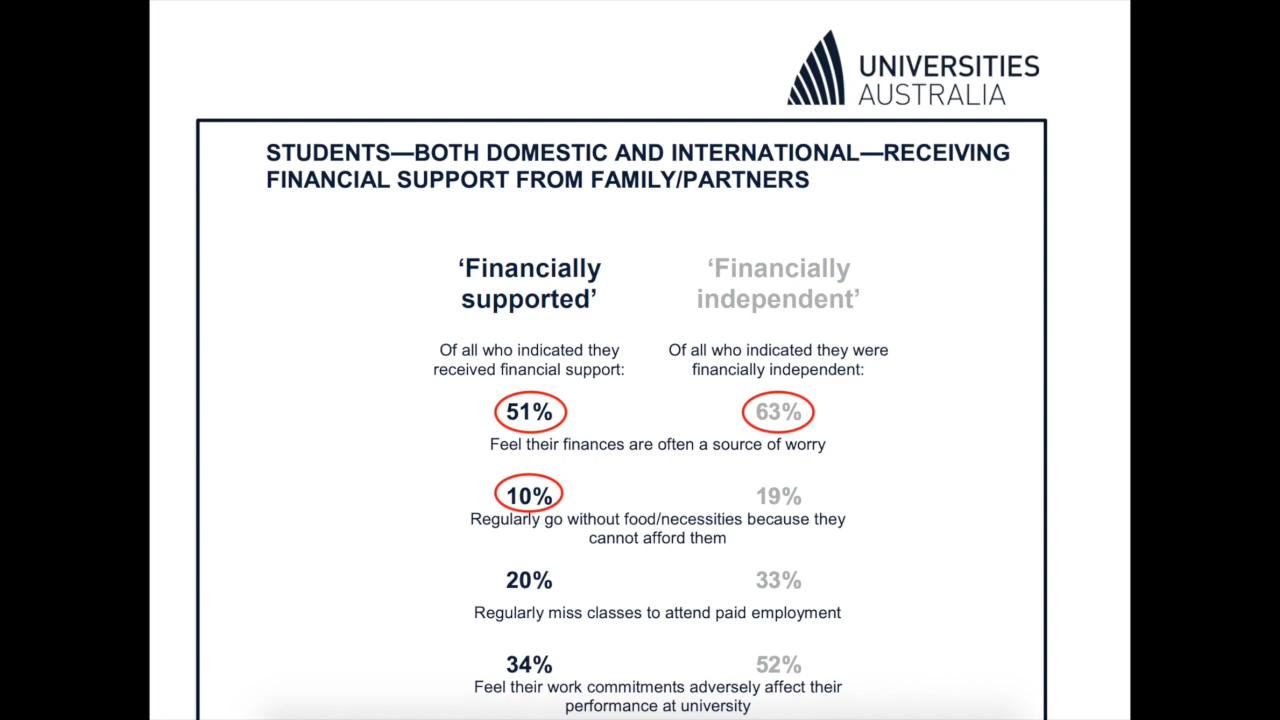 UNIVERSITIES
AUSTRALIA
STUDENTS—BOTH DOMESTIC AND INTERNATIONAL—RECEIVING
FINANCIAL SUPPORT FROM FAMILY/PARTNERS
‘Financially
supported’
‘Financially
independent’
Of all who indicated they
received financial support:
Of all who indicated they were
financially independent:
51% 63%
Feel their finances are often a source of worry
10% 19%
Regularly go without food/necessities because they
cannot afford them
20% 33%
Regularly miss classes to attend paid employment
34% 52%
Feel their work commitments adversely affect their
performance at university